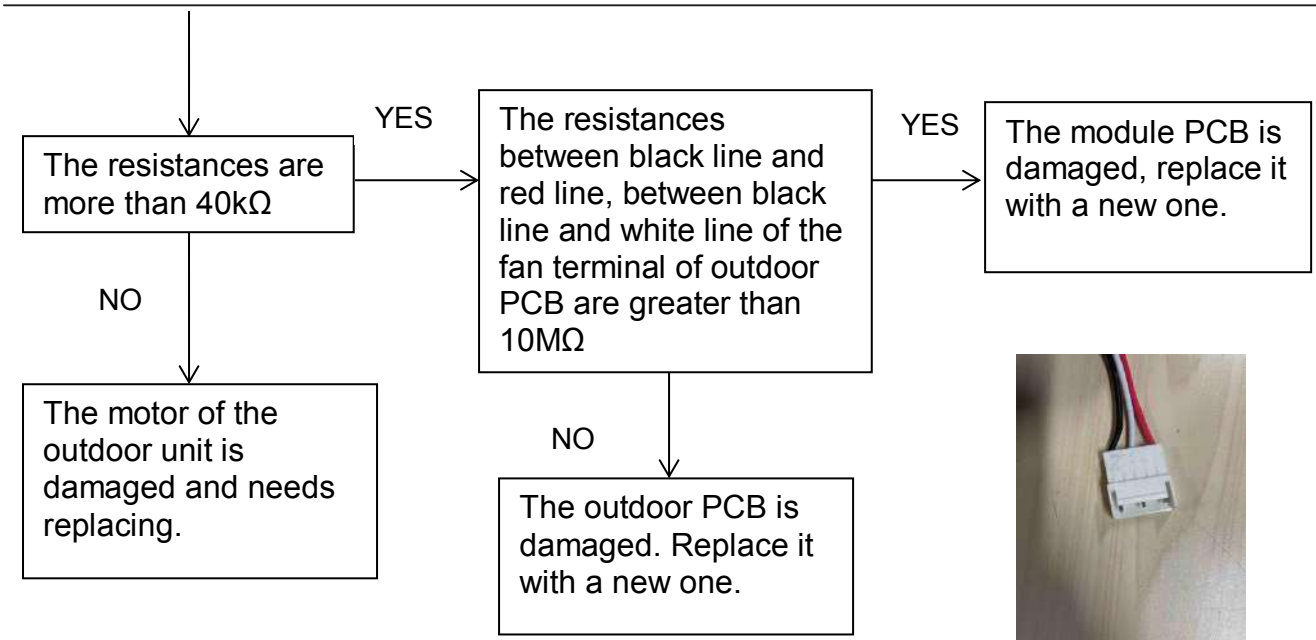 YES
YES
The resistances are
more than 40kΩ
The resistances
between black line and
red line, between black
line and white line of the
fan terminal of outdoor
PCB are greater than
10MΩ
The module PCB is
damaged, replace it
with a new one.
NO
The motor of the
outdoor unit is
damaged and needs
replacing.
NO
The outdoor PCB is
damaged. Replace it
with a new one.